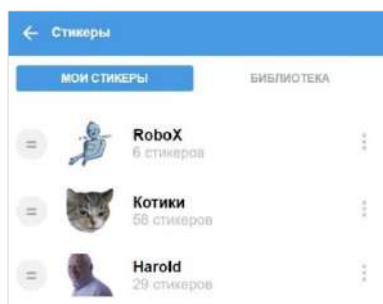 Стикеры
МОИ СТИКЕРЫ
БИБЛИОТЕКА
RoboX
6 стикеров
Котики
58 стикеров
Harold
29 стикеров